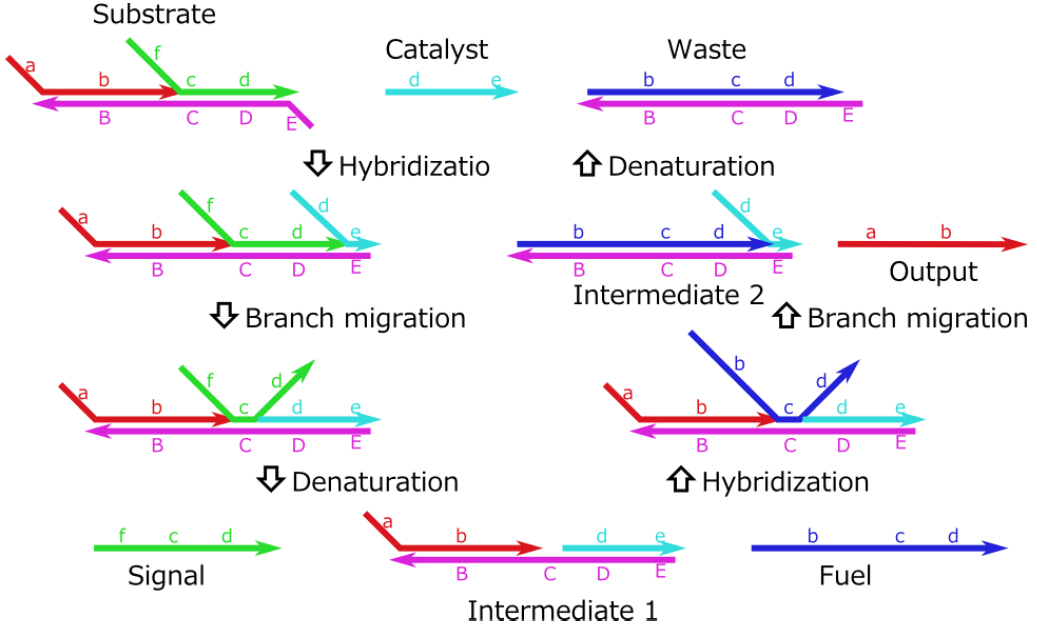 Substrate
Catalyst
Waste
f
a b c d
d e
b c d
B C D E
B C D E
Hybridizatio
Denaturation
f d
d
a b c d e
b c d e
a b
B C D E
B C D E
Output
Intermediate 2
Branch migration
Branch migration
f d
b d
a b c d e
a b c d e
B C D E
B C D E
Denaturation
Hybridization
f c d
a b d e
b c d
B C D E
Signal
Fuel
Intermediate 1